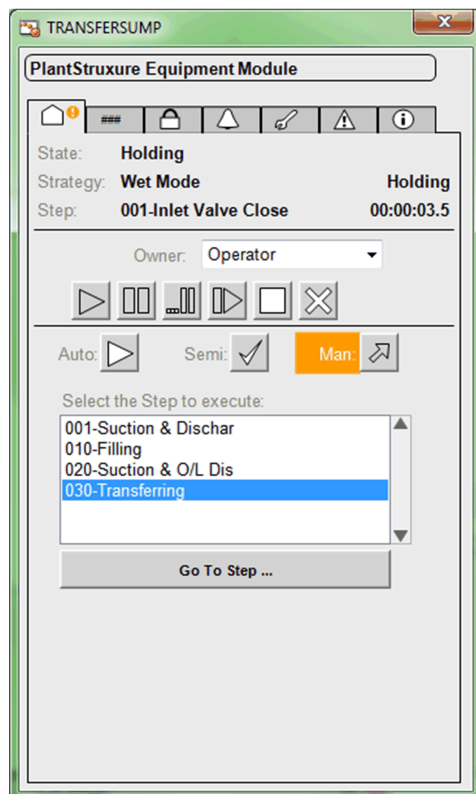 TRANSFERSUMP
PlantStruxure Equipment Module
###
State: Holding
Strategy: Wet Mode Holding
Step: 001-Inlet Valve Close 00:00:03.5
Owner: Operator
Auto: Semi: Man:
Select the Step to execute:
001-Suction & Dischar
010-Filling
020-Suction & O/L Dis
030-Transferring
Go To Step ...